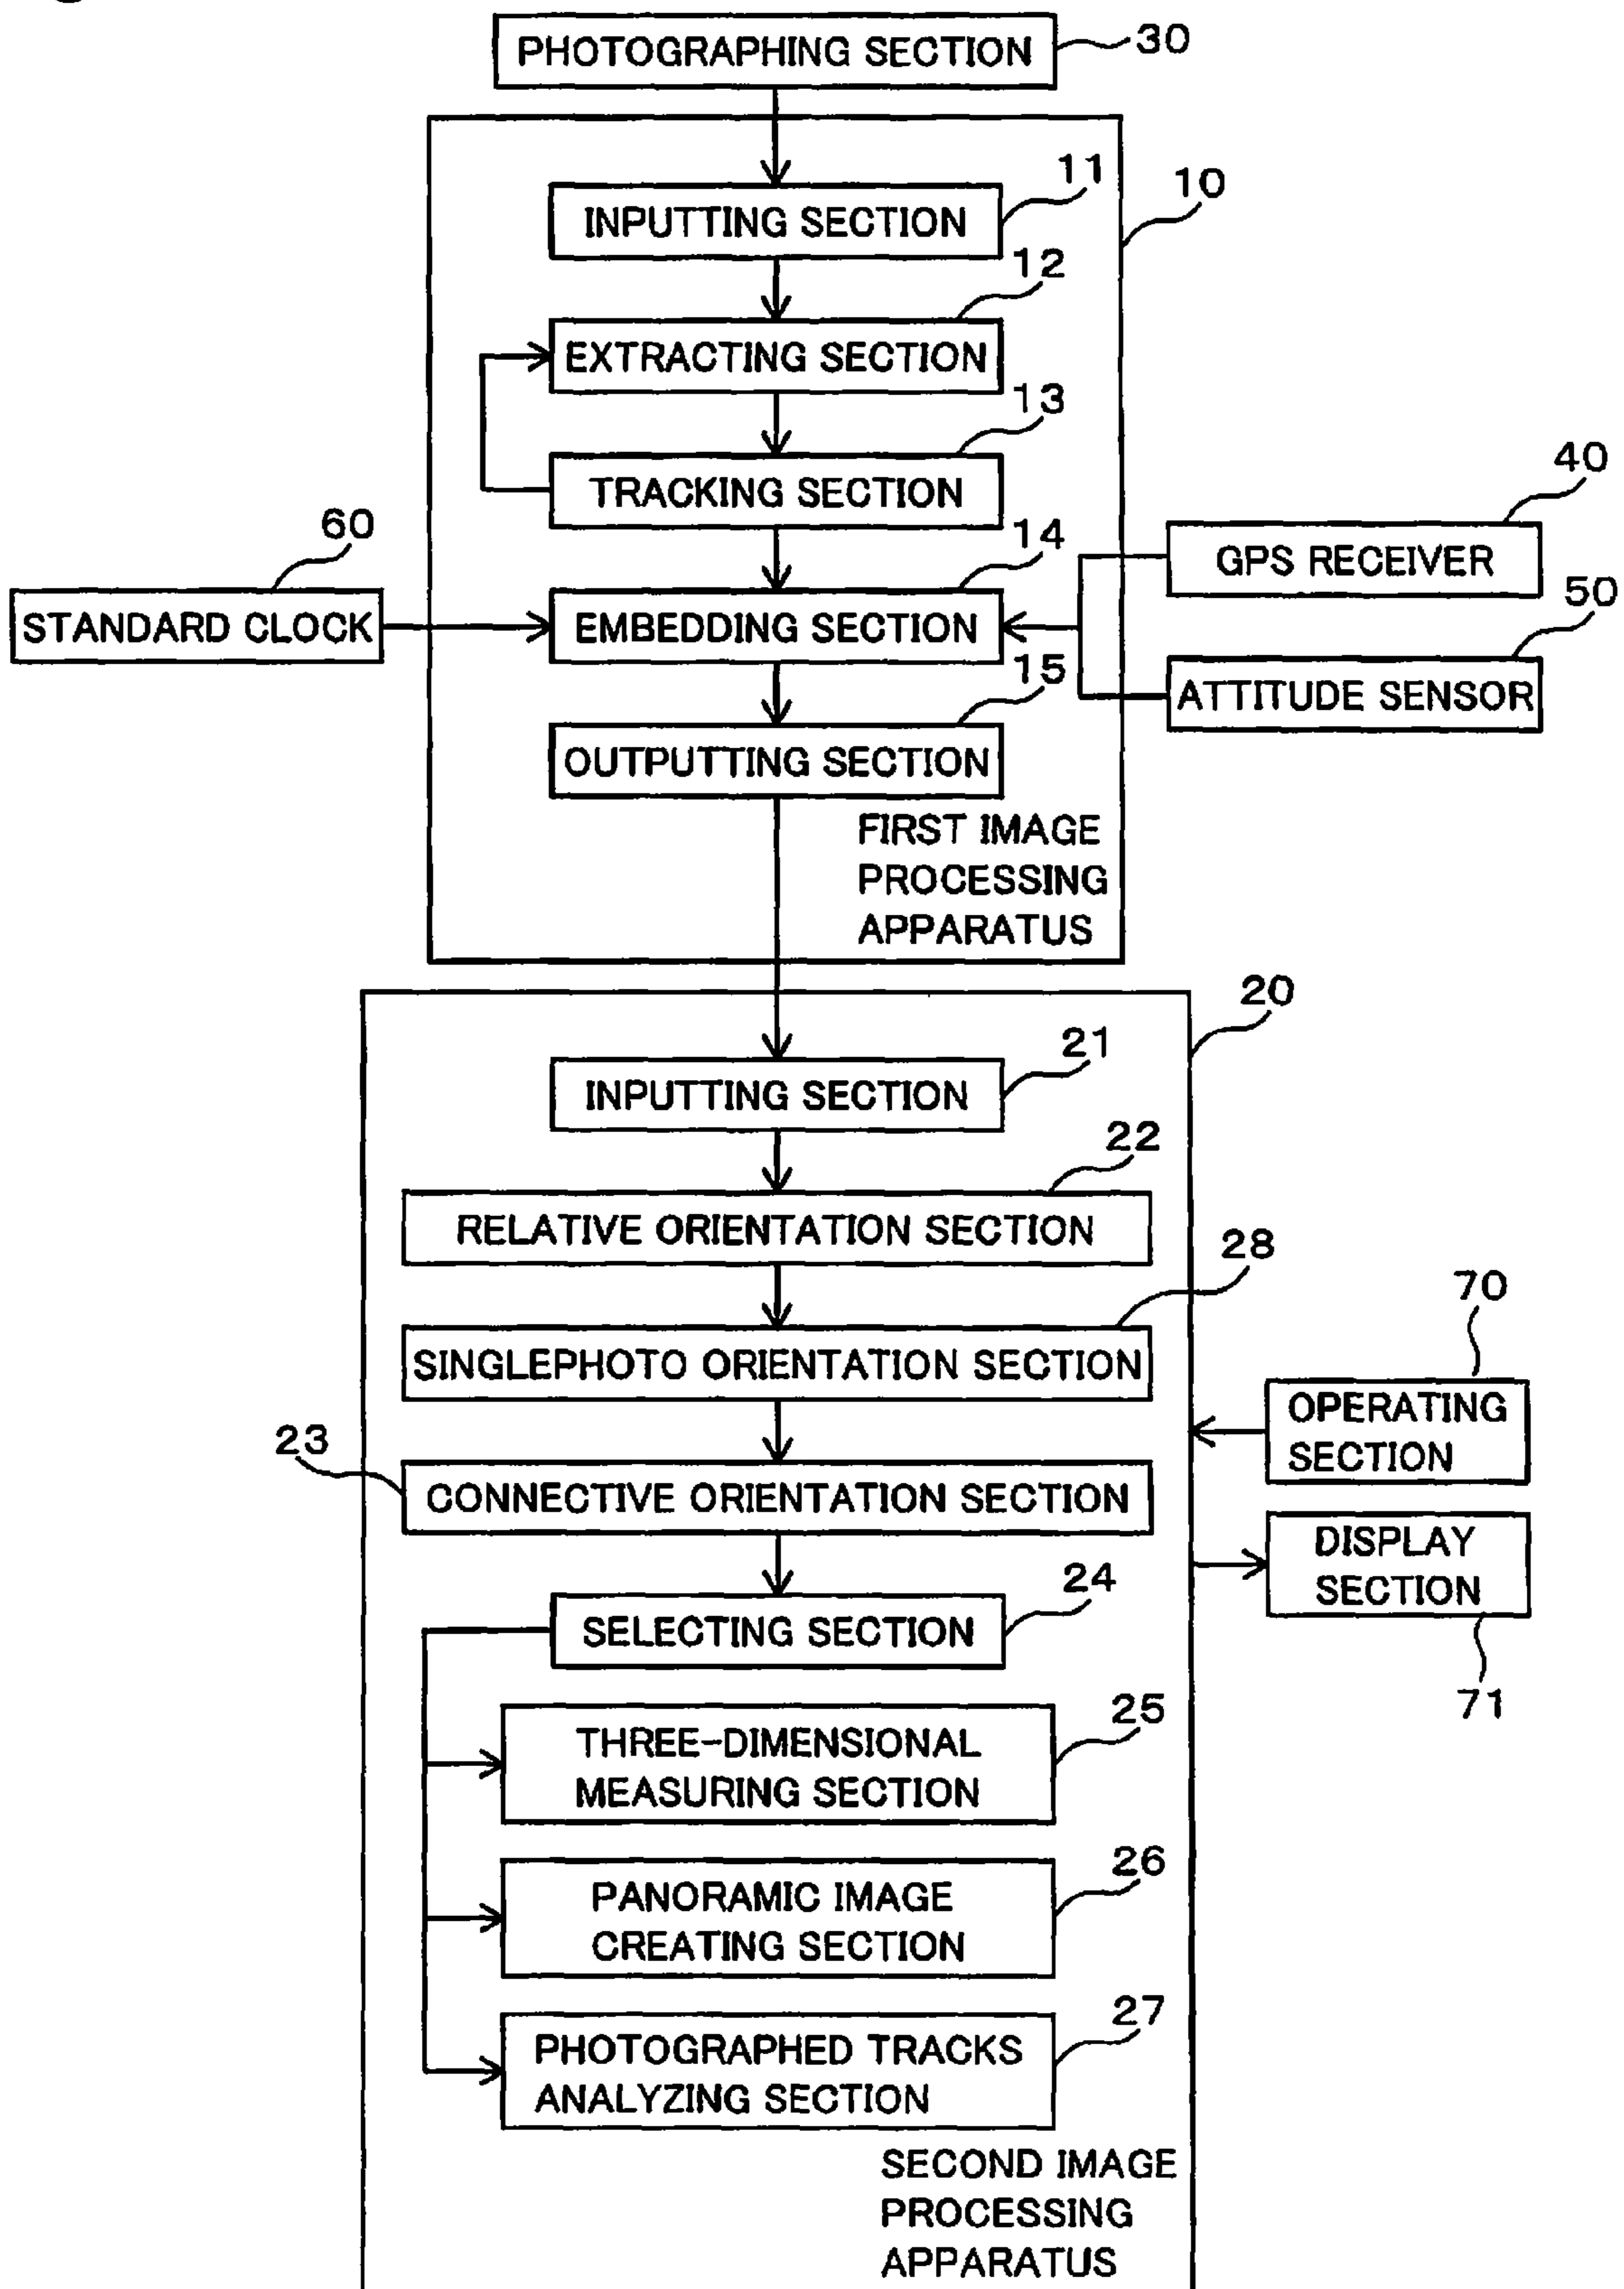 PHOTOGRAPHING SECTION
30
11
10
INPUTTING SECTION
12
EXTRACTING SECTION
13
TRACKING SECTION
40
GPS RECEIVER
60
14
STANDARD CLOCK
EMBEDDING SECTION
50
ATTITUDE SENSOR
15
OUTPUTTING SECTION
FIRST IMAGE
PROCESSING
APPARATUS
20
21
INPUTTING SECTION
22
RELATIVE ORIENTATION SECTION
28
SINGLEPHOTO ORIENTATION SECTION
70
OPERATING
SECTION
23
CONNECTIVE ORIENTATION SECTION
DISPLAY
SECTION
71
24
SELECTING SECTION
25
THREE-DIMENSIONAL
MEASURING SECTION
26
PANORAMIC IMAGE
CREATING SECTION
27
PHOTOGRAPHED TRACKS
ANALYZING SECTION
SECOND IMAGE
PROCESSING
APPARATUS